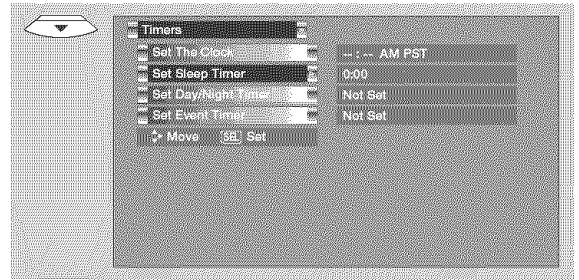 Timers
Set The Clock -- : -- AM PST
Set Sleep Timer 0:00
Set Day/Night Timer Not Set
Set Event Timer Not Set
Move SEL Set